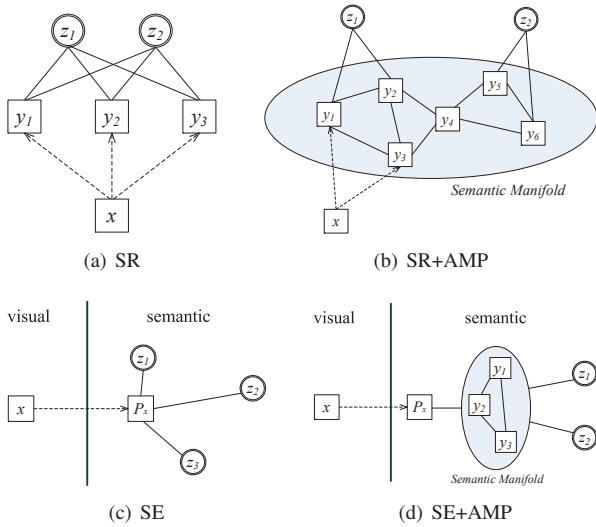 z1 z2
y1 y2 y3
x
(a) SR
z1 z2
y1 y2 y3 y4 y5 y6
Semantic Manifold
x
(b) SR+AMP
visual semantic
x Px z1 z2 z3
(c) SE
visual semantic
x Px y1 y2 y3 z1 z2
Semantic Manifold
(d) SE+AMP